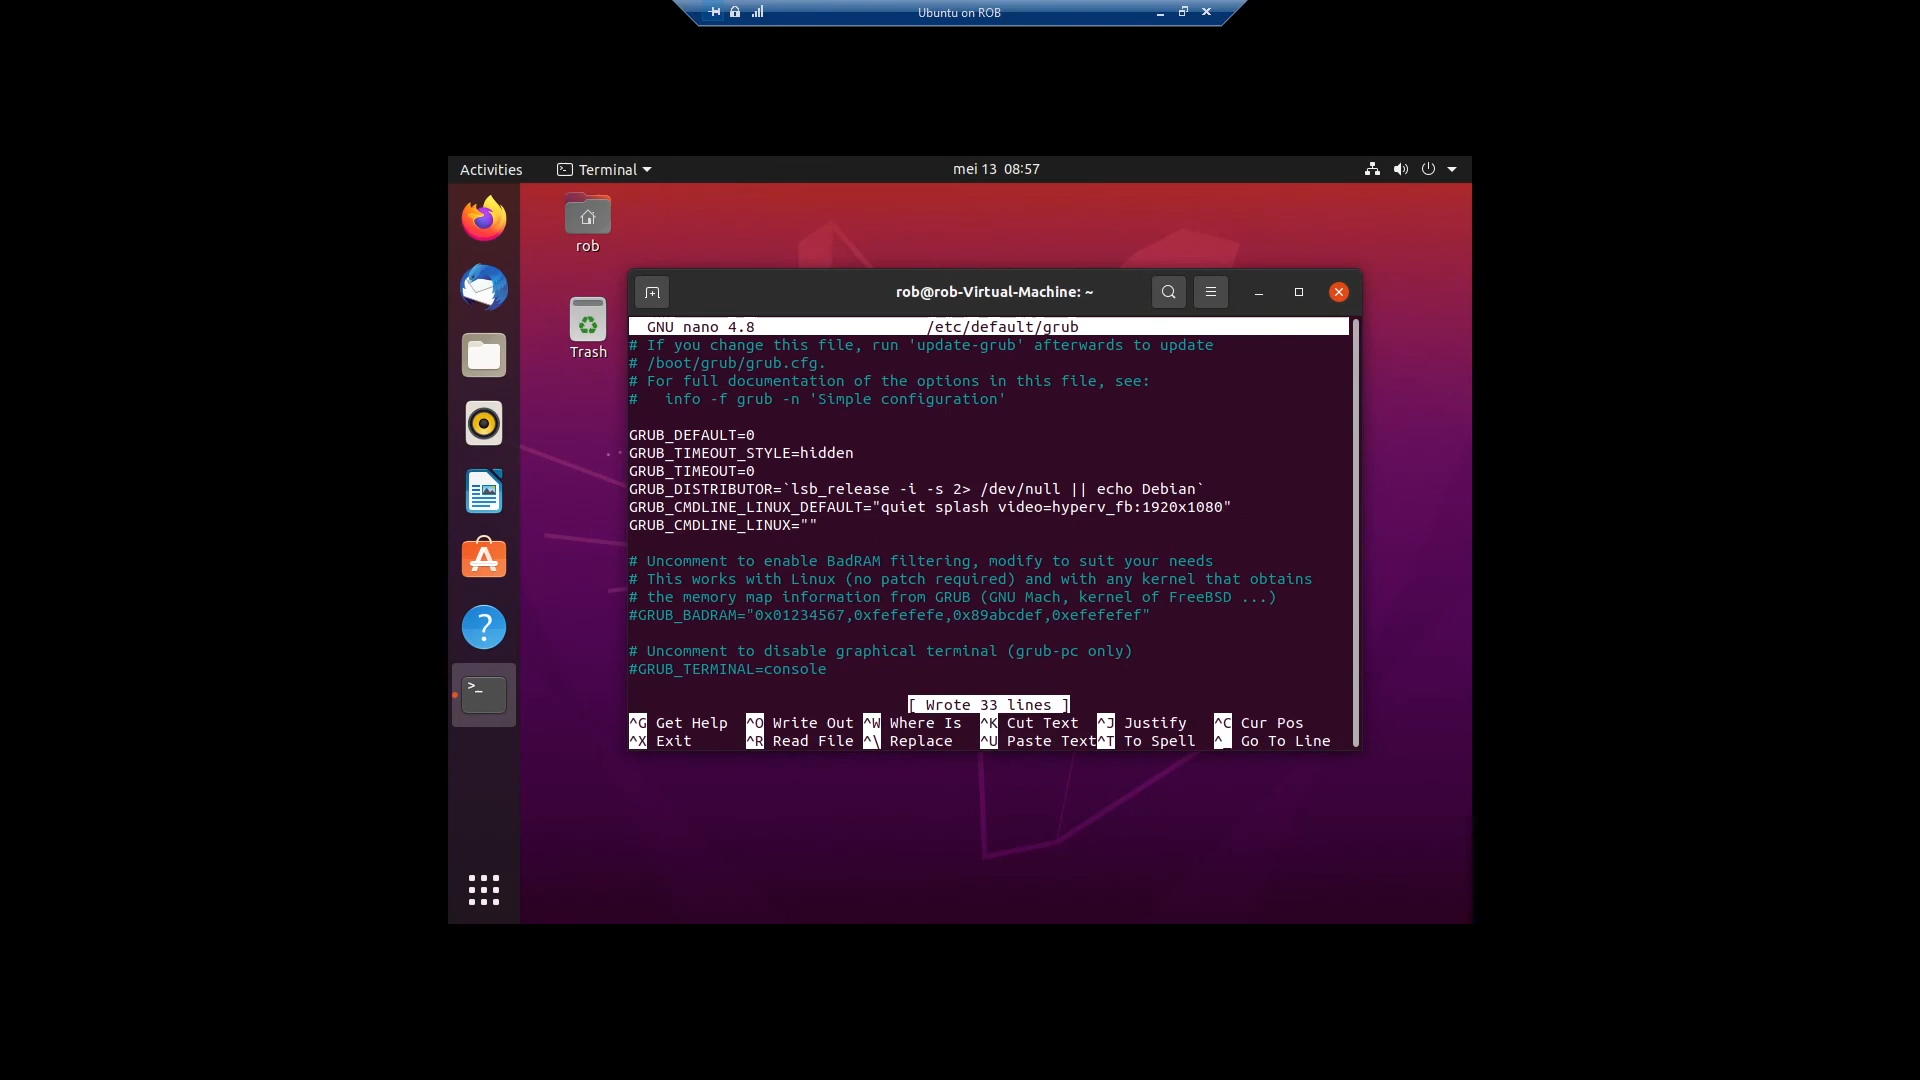 Ubuntu on ROB
Activities
Terminal
mei 13 08:57
rob
Trash
rob@rob-Virtual-Machine: ~
GNU nano 4.8 /etc/default/grub
# If you change this file, run 'update-grub' afterwards to update
# /boot/grub/grub.cfg.
# For full documentation of the options in this file, see:
#   info -f grub -n 'Simple configuration'
GRUB_DEFAULT=0
GRUB_TIMEOUT_STYLE=hidden
GRUB_TIMEOUT=0
GRUB_DISTRIBUTOR=`lsb_release -i -s 2> /dev/null || echo Debian`
GRUB_CMDLINE_LINUX_DEFAULT="quiet splash video=hyperv_fb:1920x1080"
GRUB_CMDLINE_LINUX=""
# Uncomment to enable BadRAM filtering, modify to suit your needs
# This works with Linux (no patch required) and with any kernel that obtains
# the memory map information from GRUB (GNU Mach, kernel of FreeBSD ...)
#GRUB_BADRAM="0x01234567,0xfefefefe,0x89abcdef,0xefefefef"
# Uncomment to disable graphical terminal (grub-pc only)
#GRUB_TERMINAL=console
[ Wrote 33 lines ]
^G Get Help ^O Write Out ^W Where Is ^K Cut Text ^J Justify ^C Cur Pos
^X Exit ^R Read File ^\ Replace ^U Paste Text ^T To Spell ^_ Go To Line